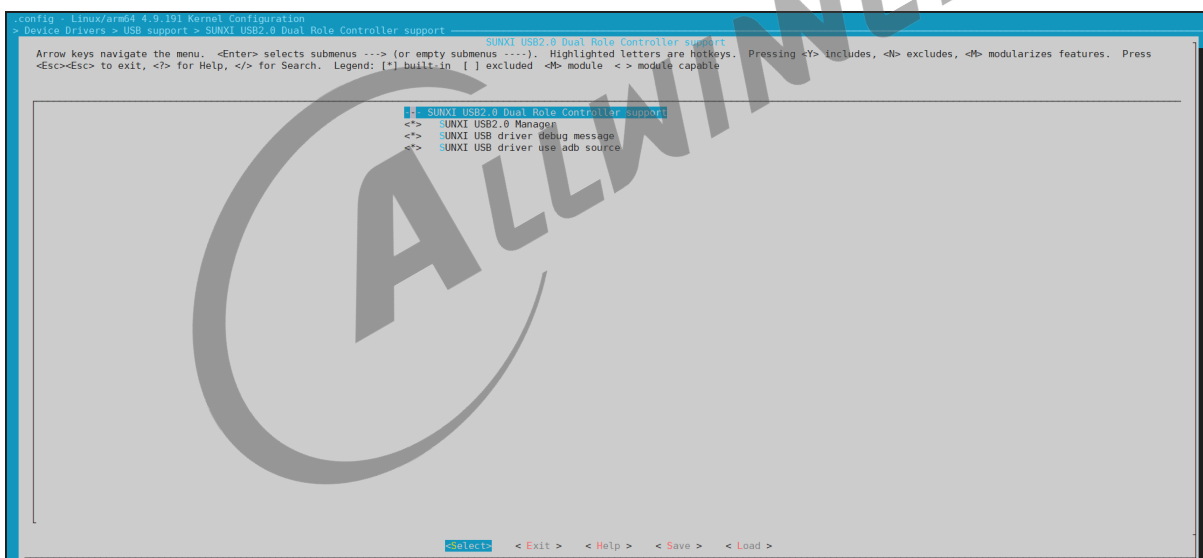 .config - Linux/arm64 4.9.191 Kernel Configuration
> Device Drivers > USB support > SUNXI USB2.0 Dual Role Controller support
SUNXI USB2.0 Dual Role Controller support
Arrow keys navigate the menu.  <Enter> selects submenus ---> (or empty submenus ----).  Highlighted letters are hotkeys.  Pressing <Y> includes, <N> excludes, <M> modularizes features.  Press
<Esc><Esc> to exit, <?> for Help, </> for Search.  Legend: [*] built-in  [ ] excluded  <M> module  < > module capable
--- SUNXI USB2.0 Dual Role Controller support
<*>   SUNXI USB2.0 Manager
<*>   SUNXI USB driver debug message
<*>   SUNXI USB driver use adb source
ALLWINNE
<Select>    < Exit >    < Help >    < Save >    < Load >